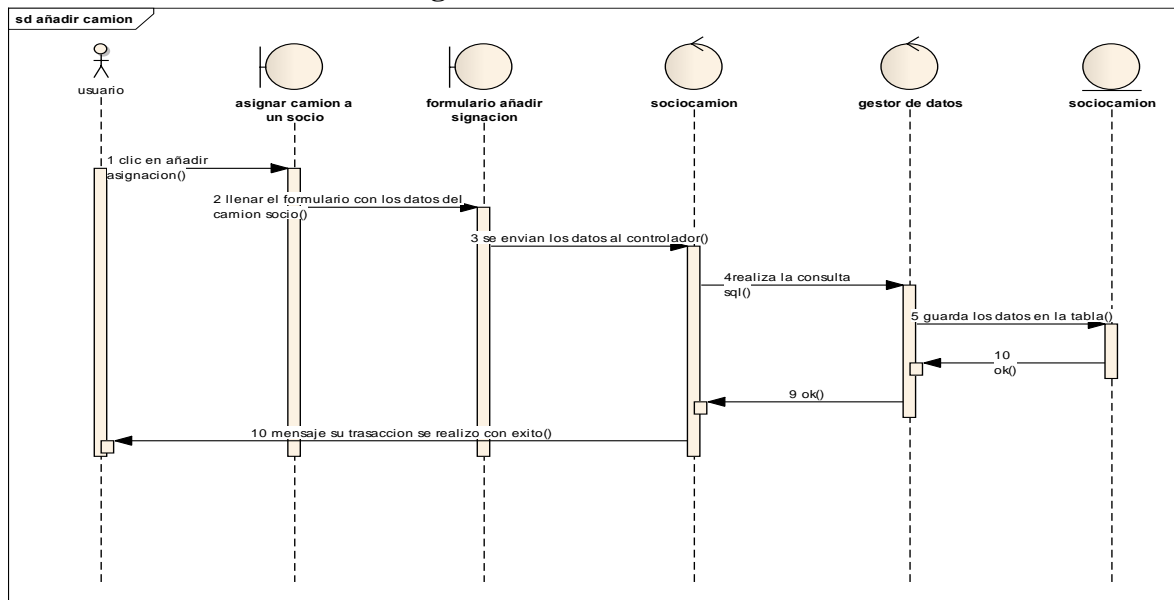 sd añadir camion
usuario
asignar camion a
un socio
formulario añadir
signacion
sociocamion
gestor de datos
sociocamion
1 clic en añadir
asignacion()
2 llenar el formulario con los datos del
camion socio()
3 se envian los datos al controlador()
4realiza la consulta
sql()
5 guarda los datos en la tabla()
10
ok()
9 ok()
10 mensaje su trasaccion se realizo con exito()